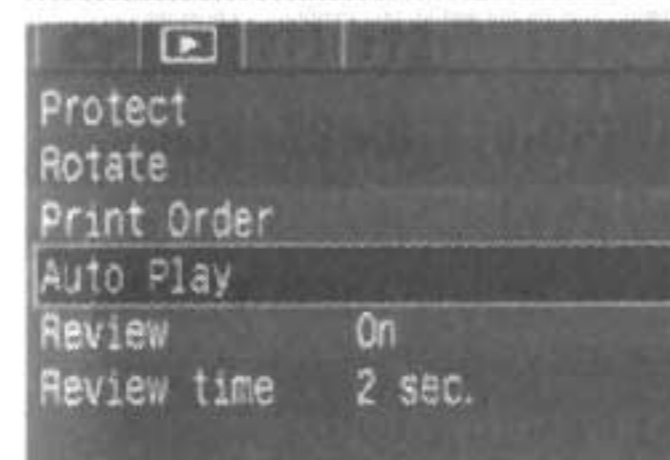 Protect
Rotate
Print Order
Auto Play
Review On
Review time 2 sec.